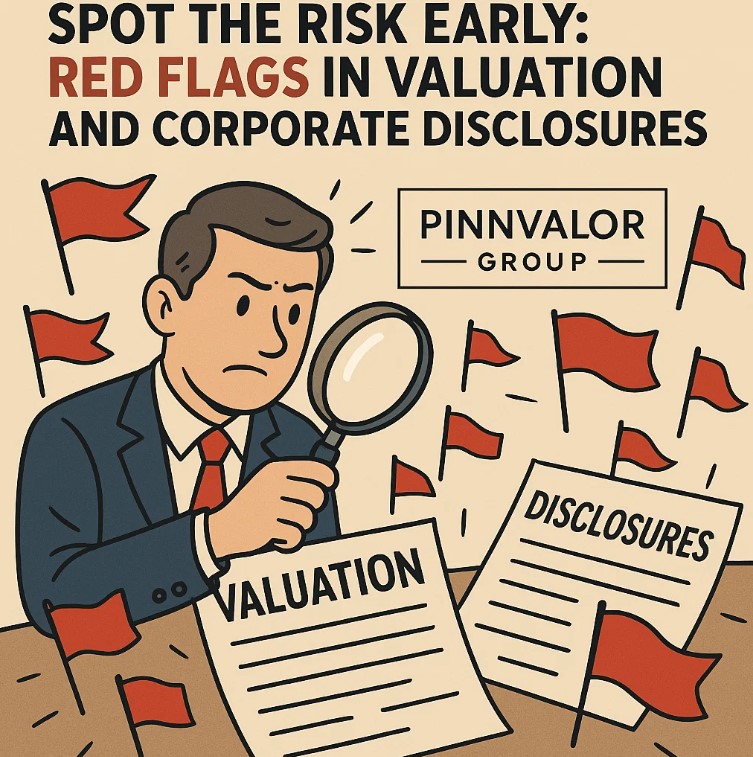 SPOT THE RISK EARLY:
RED FLAGS IN VALUATION
AND CORPORATE DISCLOSURES
PINNVALOR
GROUP
VALUATION
DISCLOSURES